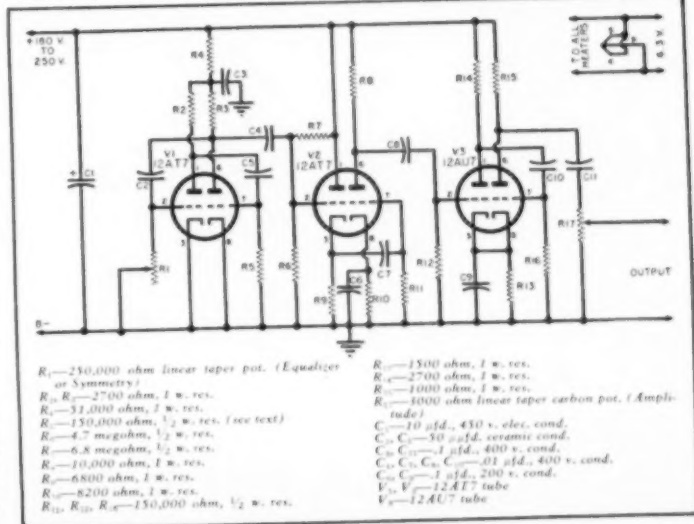 +180 V.
TO
250 V.
R4
C3
R2
R3
C4
R7
R8
R14
R15
TO ALL
HEATERS
6.3 V.
C1
C2
V1
12AT7
C5
V2
12AT7
C8
V3
12AU7
C10
C11
R17
R1
R5
R6
R9
C6
R10
C7
R11
R12
C9
R13
R16
OUTPUT
B-
R1—250,000 ohm linear taper pot. (Equalizer
or Symmetry)
R2, R3—2700 ohm, 1 w. res.
R4—51,000 ohm, 1 w. res.
R5—150,000 ohm, 1/2 w. res. (see text)
R6—4.7 megohm, 1/2 w. res.
R7—6.8 megohm, 1/2 w. res.
R8—10,000 ohm, 1 w. res.
R9—6800 ohm, 1 w. res.
R10—8200 ohm, 1 w. res.
R11, R12, R16—150,000 ohm, 1/2 w. res.
R13—1500 ohm, 1 w. res.
R14—2700 ohm, 1 w. res.
R15—1000 ohm, 1 w. res.
R17—3000 ohm linear taper carbon pot. (Ampli-
tude)
C1—10 µfd., 450 v. elec. cond.
C2, C5—50 µµfd. ceramic cond.
C3, C11—.1 µfd., 400 v. cond.
C4, C7, C8, C10—.01 µfd., 400 v. cond.
C6, C9—.1 µfd., 200 v. cond.
V1, V2—12AT7 tube
V3—12AU7 tube